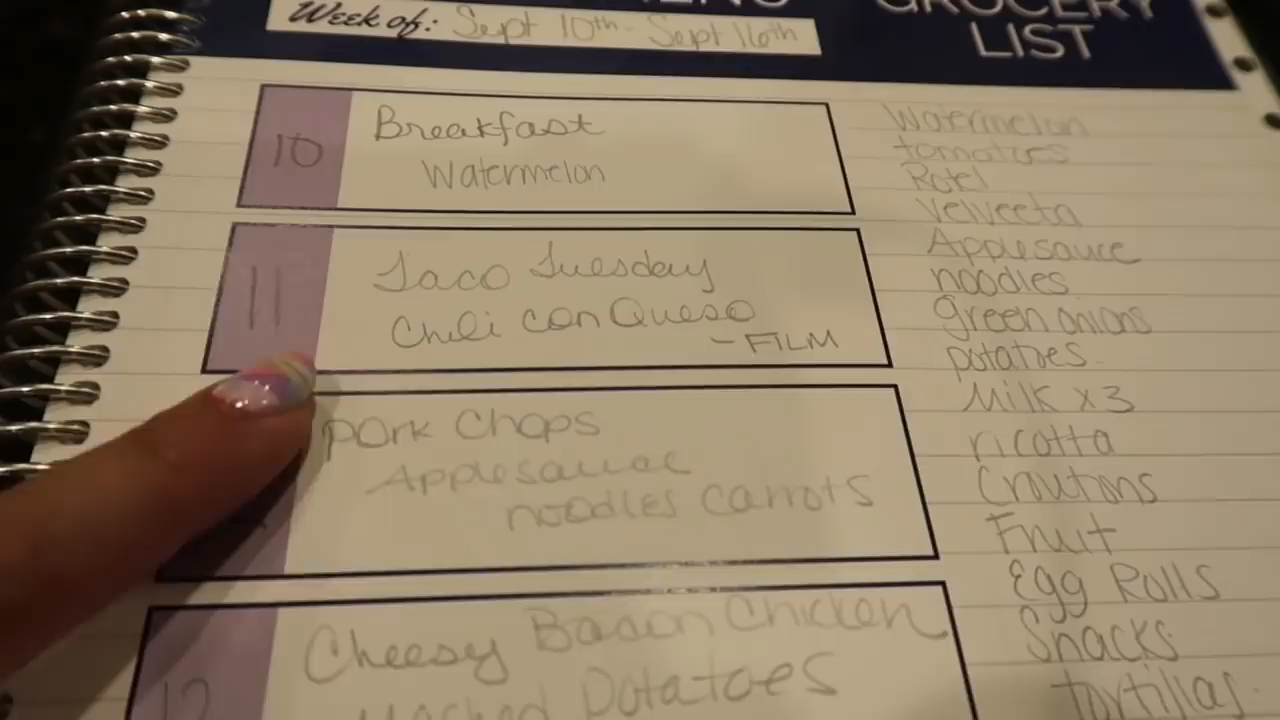 Week of: Sept 10th - Sept 16th
GROCERY
LIST
10
Breakfast
Watermelon
11
Taco Tuesday
Chili con Queso
- FILM
Pork Chops
Applesauce
noodles carrots
Cheesy Bacon Chicken
Mashed Potatoes
Watermelon
tomatoes
Rotel
Velveeta
Applesauce
noodles
green onions
potatoes
Milk x3
ricotta
Croutons
Fruit
Egg Rolls
Snacks
tortillas